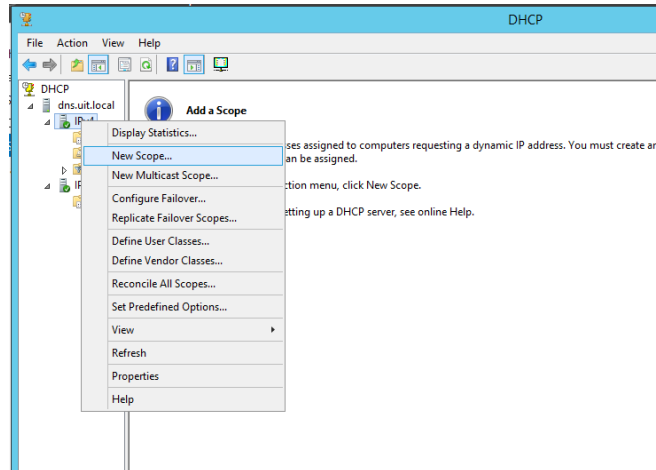 DHCP
File Action View Help
DHCP
dns.uit.local
Add a Scope
Display Statistics...
New Scope...
New Multicast Scope...
Configure Failover...
Replicate Failover Scopes...
Define User Classes...
Define Vendor Classes...
Reconcile All Scopes...
Set Predefined Options...
View
Refresh
Properties
Help
ses assigned to computers requesting a dynamic IP address. You must create an
an be assigned.
ction menu, click New Scope.
etting up a DHCP server, see online Help.